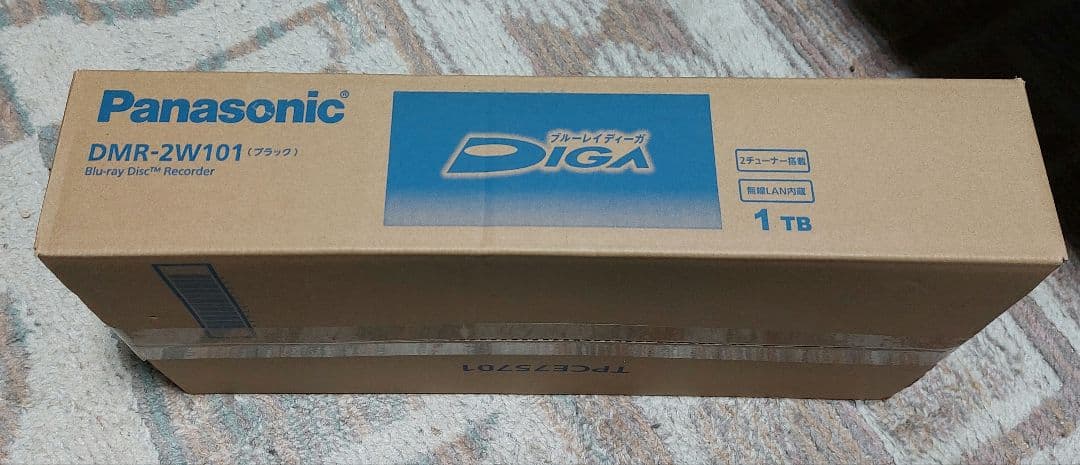 Panasonic®
DMR-2W101（ブラック）
Blu-ray Disc™ Recorder
ブルーレイディーガ
DIGA
2チューナー搭載
無線LAN内蔵
1 TB
TPCE75701